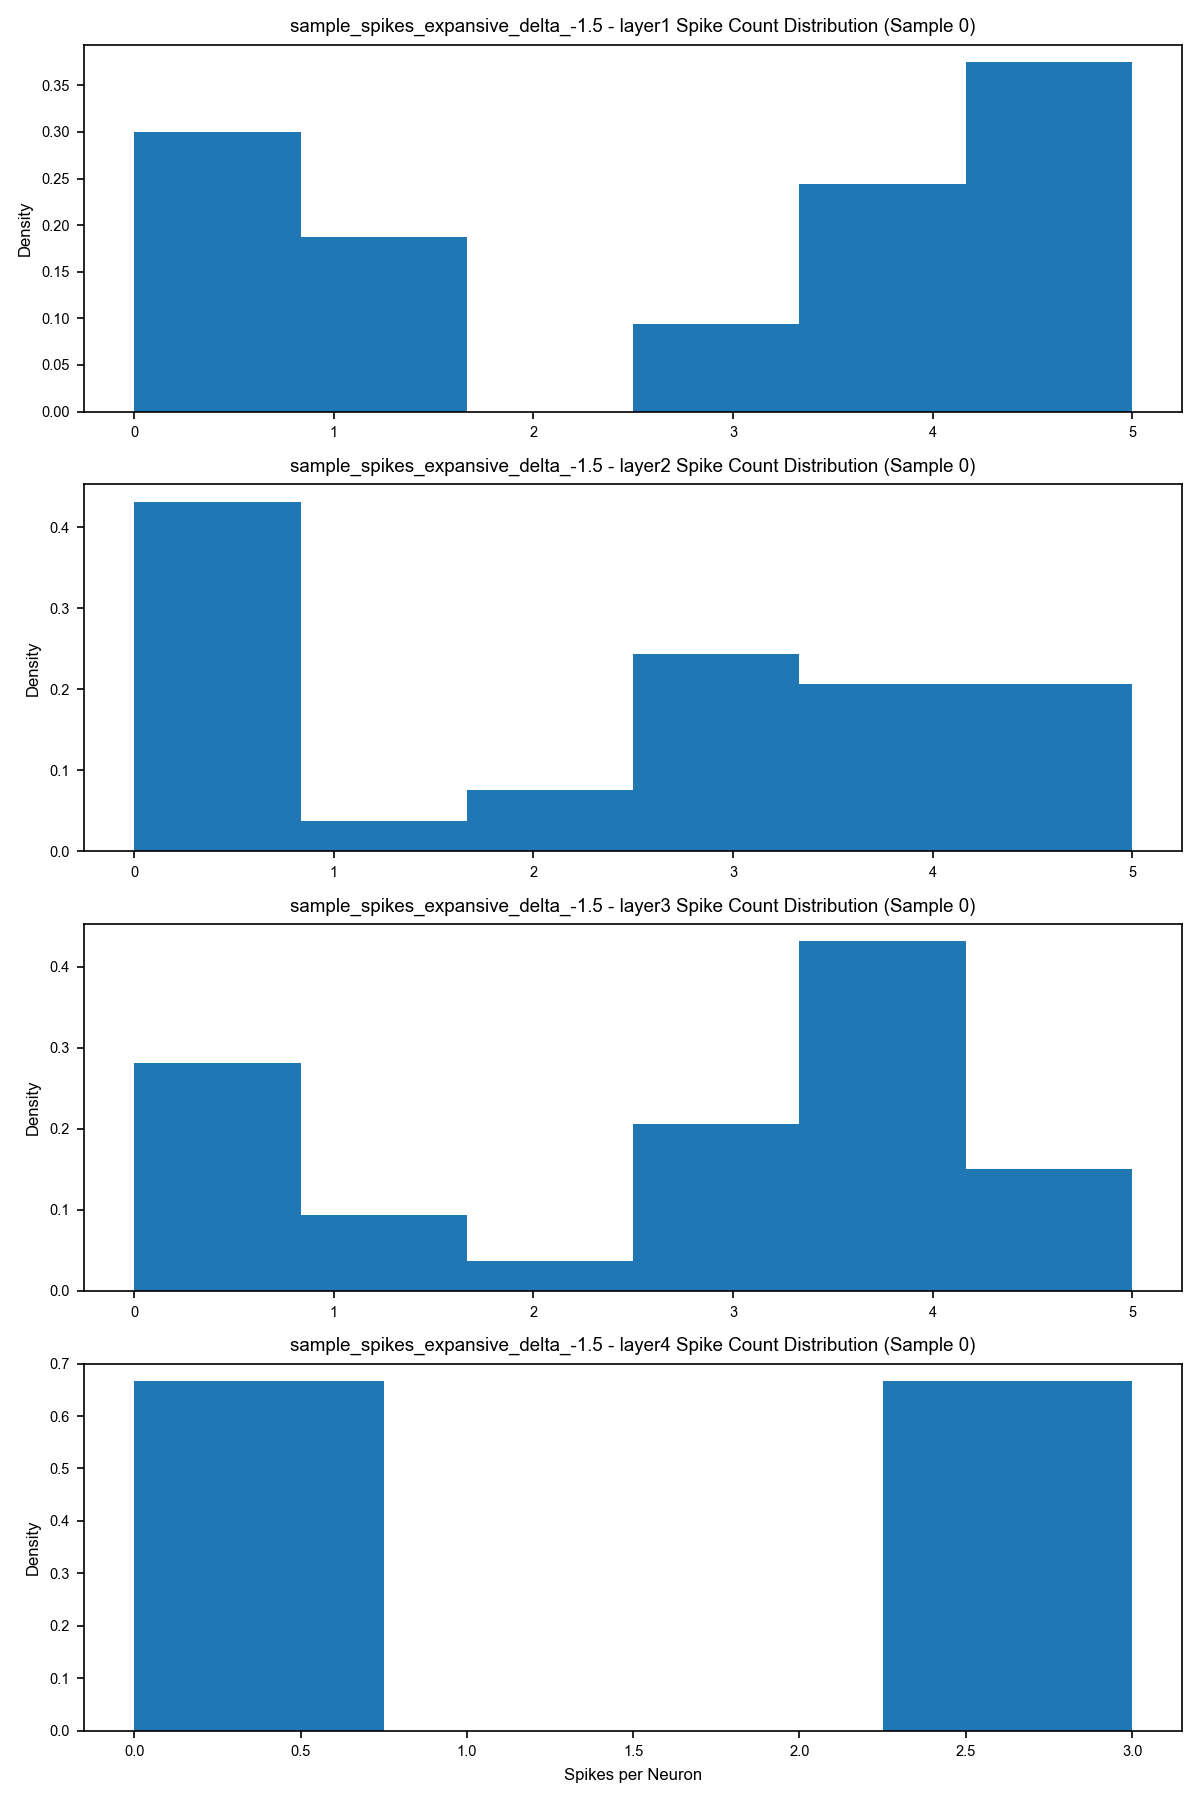 sample_spikes_expansive_delta_-1.5 - layer1 Spike Count Distribution (Sample 0)
Density
0.35
0.30
0.25
0.20
0.15
0.10
0.05
0.00
0 1 2 3 4 5
sample_spikes_expansive_delta_-1.5 - layer2 Spike Count Distribution (Sample 0)
Density
0.4
0.3
0.2
0.1
0.0
0 1 2 3 4 5
sample_spikes_expansive_delta_-1.5 - layer3 Spike Count Distribution (Sample 0)
Density
0.4
0.3
0.2
0.1
0.0
0 1 2 3 4 5
sample_spikes_expansive_delta_-1.5 - layer4 Spike Count Distribution (Sample 0)
Density
0.7
0.6
0.5
0.4
0.3
0.2
0.1
0.0
0.0 0.5 1.0 1.5 2.0 2.5 3.0
Spikes per Neuron